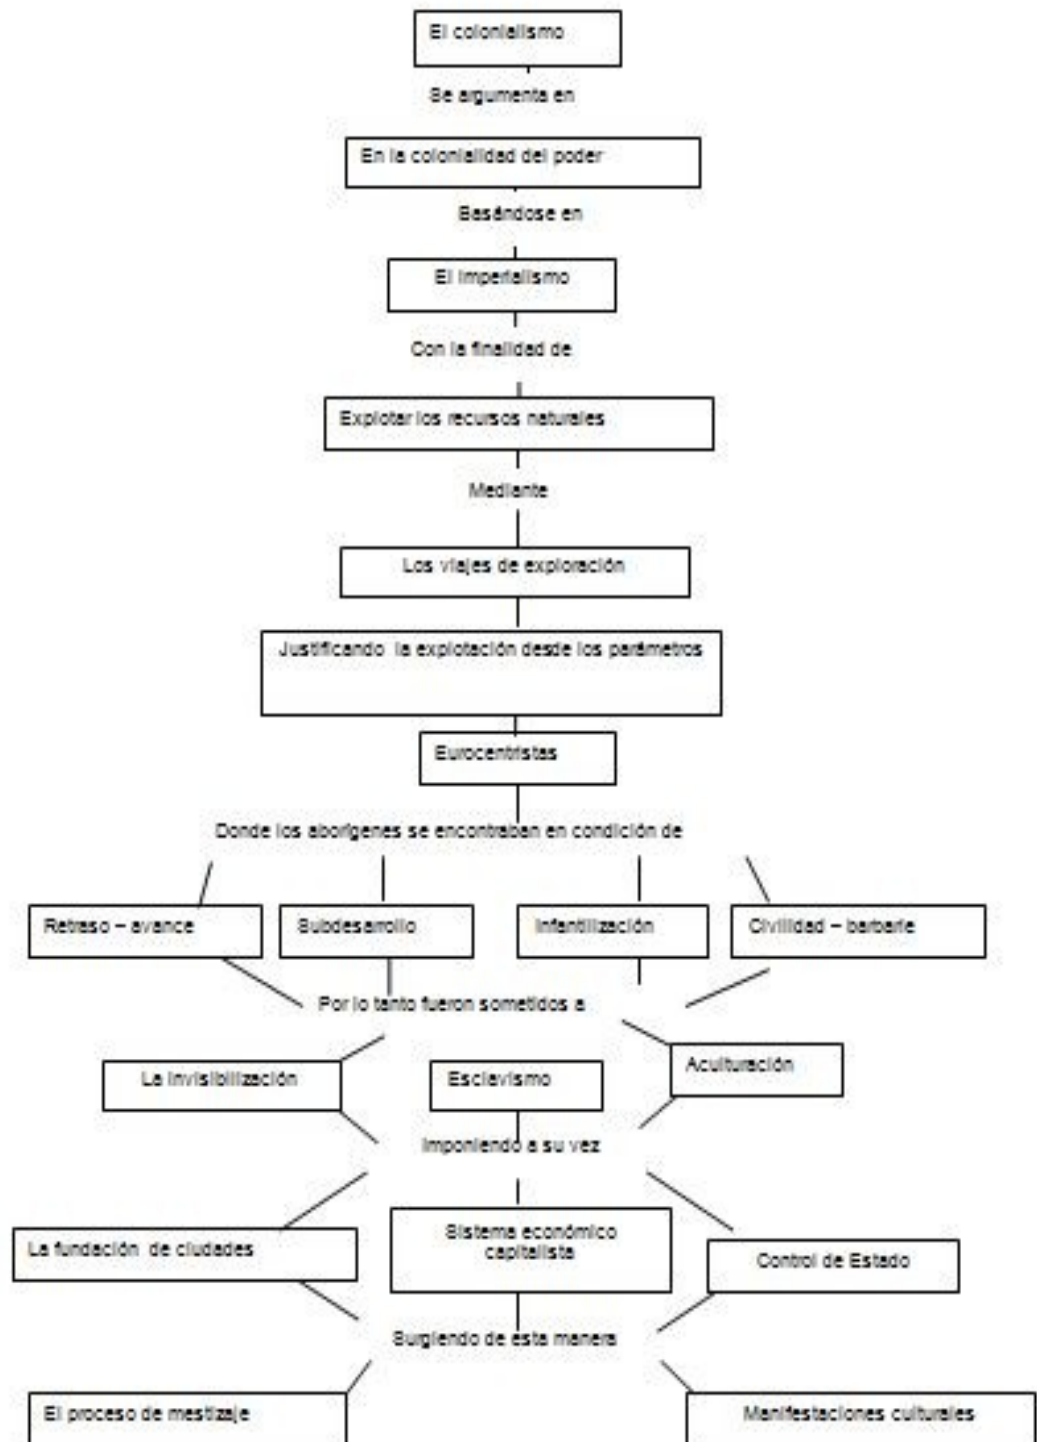 El colonialismo
Se argumenta en
En la colonialidad del poder
Basándose en
El imperialismo
Con la finalidad de
Explotar los recursos naturales
Mediante
Los viajes de exploración
Justificando la explotación desde los parámetros
Eurocentristas
Donde los aborígenes se encontraban en condición de
Retraso – avance
Subdesarrollo
Infantilización
Civilidad – barbarie
Por lo tanto fueron sometidos a
La invisibilización
Esclavismo
Aculturación
Imponiendo a su vez
La fundación de ciudades
Sistema económico
capitalista
Control de Estado
Surgiendo de esta manera
El proceso de mestizaje
Manifestaciones culturales